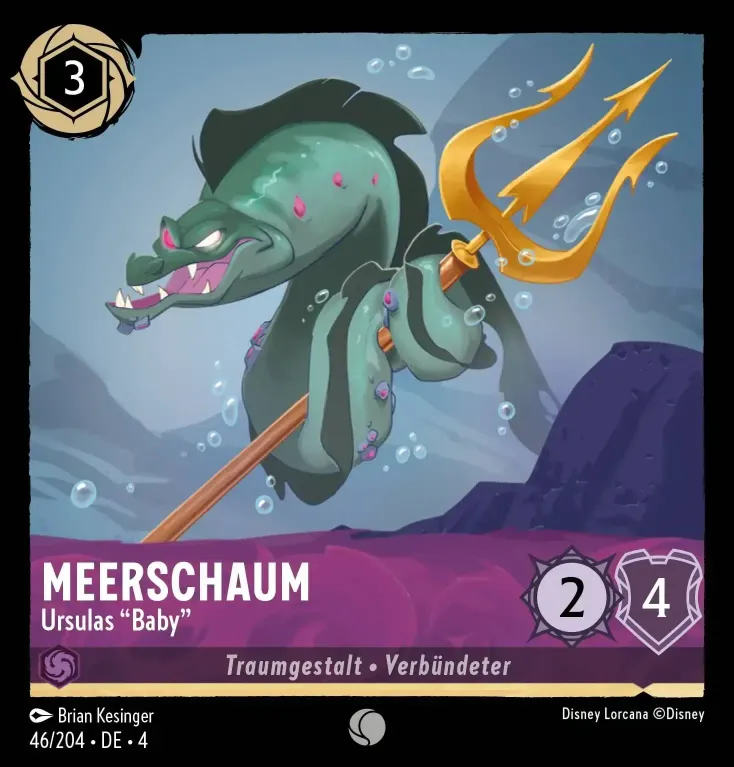 3
MEERSCHAUM
Ursulas “Baby”
2
4
Traumgestalt • Verbündeter
Brian Kesinger
Disney Lorcana ©Disney
46/204 • DE • 4